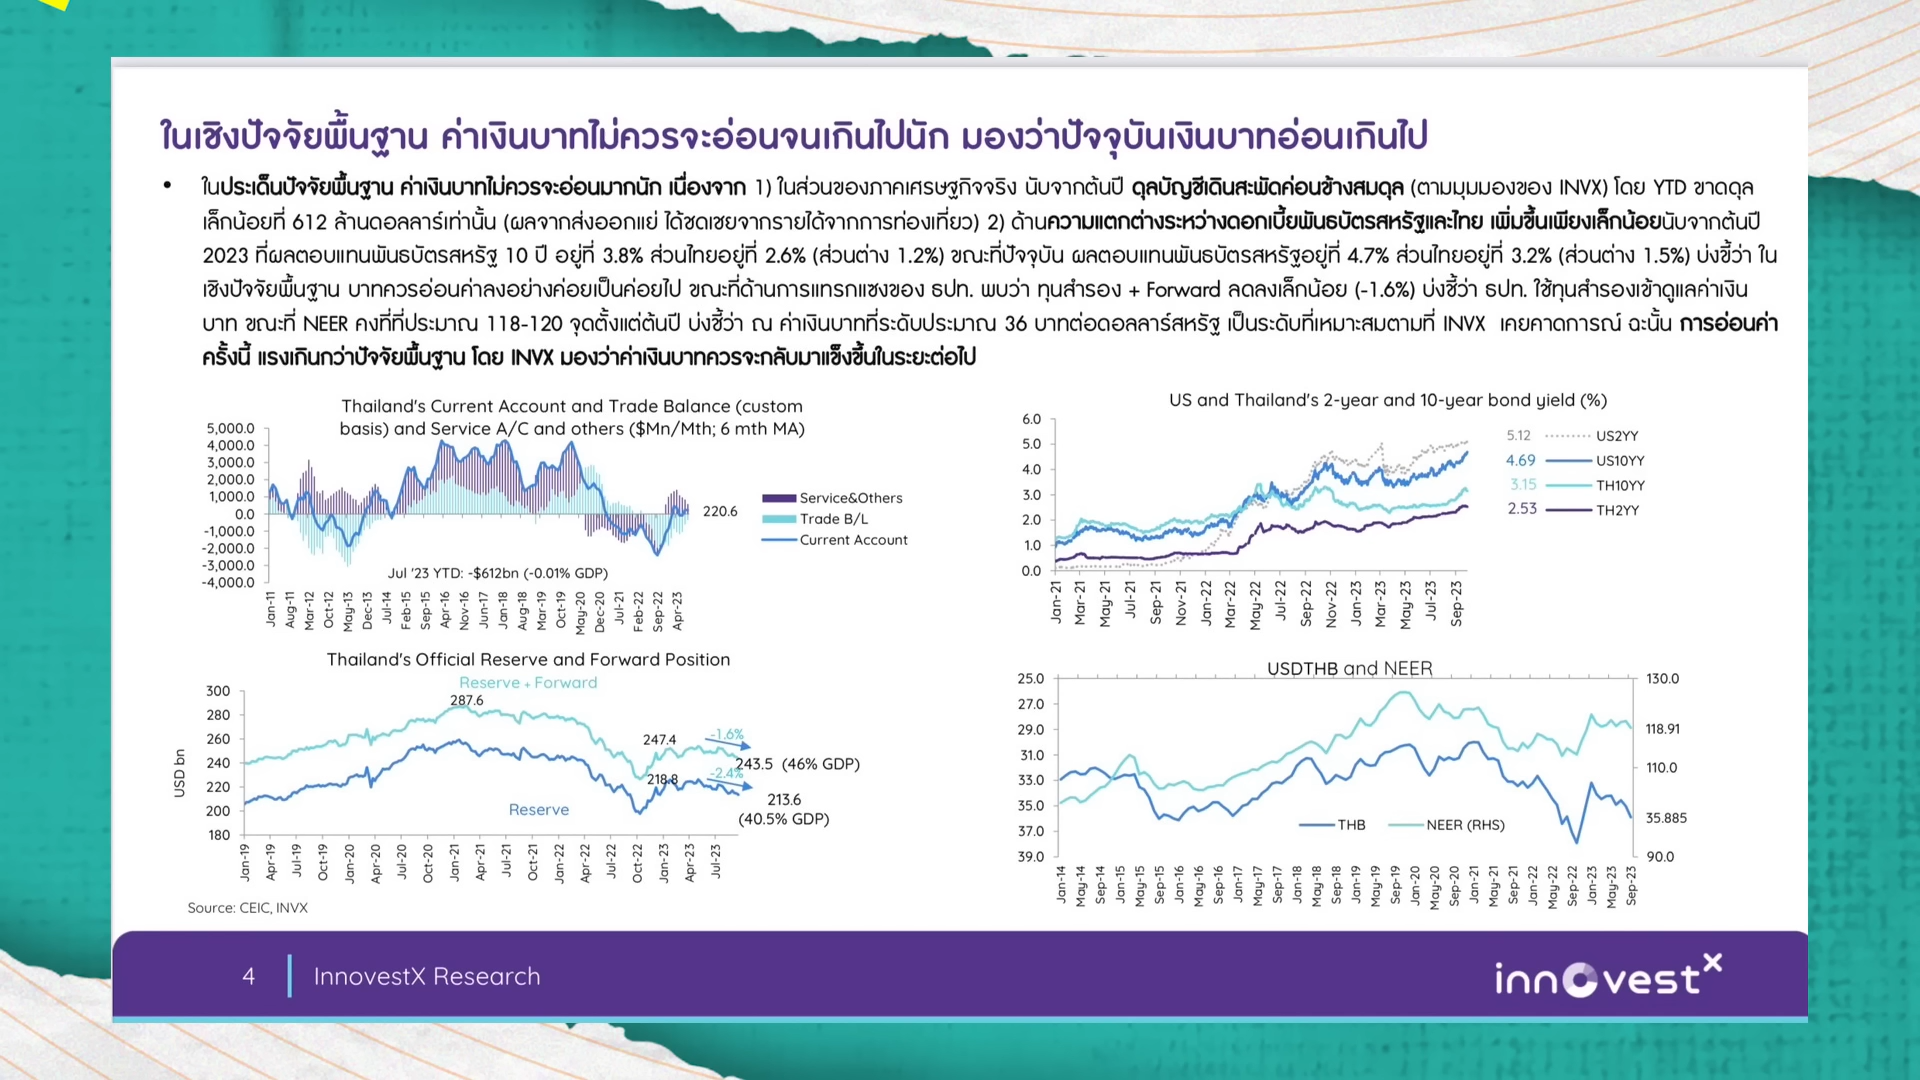 ในเชิงปัจจัยพื้นฐาน ค่าเงินบาทไม่ควรจะอ่อนจนเกินไปนัก มองว่าปัจจุบันเงินบาทอ่อนเกินไป
• ในประเด็นปัจจัยพื้นฐาน ค่าเงินบาทไม่ควรจะอ่อนมากนัก เนื่องจาก 1) ในส่วนของภาคเศรษฐกิจจริง นับจากต้นปี ดุลบัญชีเดินสะพัดค่อนข้างสมดุล (ตามมุมมองของ INVX) โดย YTD ขาดดุล
เล็กน้อยที่ 612 ล้านดอลลาร์เท่านั้น (ผลจากส่งออกแย่ ได้ชดเชยจากรายได้จากการท่องเที่ยว) 2) ด้านความแตกต่างระหว่างดอกเบี้ยพันธบัตรสหรัฐและไทย เพิ่มขึ้นเพียงเล็กน้อยนับจากต้นปี
2023 ที่ผลตอบแทนพันธบัตรสหรัฐ 10 ปี อยู่ที่ 3.8% ส่วนไทยอยู่ที่ 2.6% (ส่วนต่าง 1.2%) ขณะที่ปัจจุบัน ผลตอบแทนพันธบัตรสหรัฐอยู่ที่ 4.7% ส่วนไทยอยู่ที่ 3.2% (ส่วนต่าง 1.5%) บ่งชี้ว่า ใน
เชิงปัจจัยพื้นฐาน บาทควรอ่อนค่าลงอย่างค่อยเป็นค่อยไป ขณะที่ด้านการแทรกแซงของ ธปท. พบว่า ทุนสำรอง + Forward ลดลงเล็กน้อย (-1.6%) บ่งชี้ว่า ธปท. ใช้ทุนสำรองเข้าดูแลค่าเงิน
บาท ขณะที่ NEER คงที่ที่ประมาณ 118-120 จุดตั้งแต่ต้นปี บ่งชี้ว่า ณ ค่าเงินบาทที่ระดับประมาณ 36 บาทต่อดอลลาร์สหรัฐ เป็นระดับที่เหมาะสมตามที่ INVX เคยคาดการณ์ ฉะนั้น การอ่อนค่า
ครั้งนี้ แรงเกินกว่าปัจจัยพื้นฐาน โดย INVX มองว่าค่าเงินบาทควรจะกลับมาแข็งขึ้นในระยะต่อไป
Thailand's Current Account and Trade Balance (custom
basis) and Service A/C and others ($Mn/Mth; 6 mth MA)
5,000.0
4,000.0
3,000.0
2,000.0
1,000.0
0.0
-1,000.0
-2,000.0
-3,000.0
-4,000.0
220.6
Service&Others
Trade B/L
Current Account
Jul '23 YTD: -$612bn (-0.01% GDP)
Jan-11 Aug-11 Mar-12 Oct-12 May-13 Dec-13 Jul-14 Feb-15 Sep-15 Apr-16 Nov-16 Jun-17 Jan-18 Aug-18 Mar-19 Oct-19 May-20 Dec-20 Jul-21 Feb-22 Sep-22 Apr-23
US and Thailand's 2-year and 10-year bond yield (%)
6.0
5.0
4.0
3.0
2.0
1.0
0.0
5.12 US2YY
4.69 US10YY
3.15 TH10YY
2.53 TH2YY
Jan-21 Mar-21 May-21 Jul-21 Sep-21 Nov-21 Jan-22 Mar-22 May-22 Jul-22 Sep-22 Nov-22 Jan-23 Mar-23 May-23 Jul-23 Sep-23
Thailand's Official Reserve and Forward Position
Reserve + Forward
USD bn
300
280
260
240
220
200
180
287.6
247.4
-1.6%
243.5 (46% GDP)
218.8
-2.4%
213.6
(40.5% GDP)
Reserve
Jan-19 Apr-19 Jul-19 Oct-19 Jan-20 Apr-20 Jul-20 Oct-20 Jan-21 Apr-21 Jul-21 Oct-21 Jan-22 Apr-22 Jul-22 Oct-22 Jan-23 Apr-23 Jul-23
USDTHB and NEER
25.0
27.0
29.0
31.0
33.0
35.0
37.0
39.0
130.0
118.91
110.0
35.885
90.0
THB
NEER (RHS)
Jan-14 May-14 Sep-14 Jan-15 May-15 Sep-15 Jan-16 May-16 Sep-16 Jan-17 May-17 Sep-17 Jan-18 May-18 Sep-18 Jan-19 May-19 Sep-19 Jan-20 May-20 Sep-20 Jan-21 May-21 Sep-21 Jan-22 May-22 Sep-22 Jan-23 May-23 Sep-23
Source: CEIC, INVX
4 InnovestX Research
innovestx